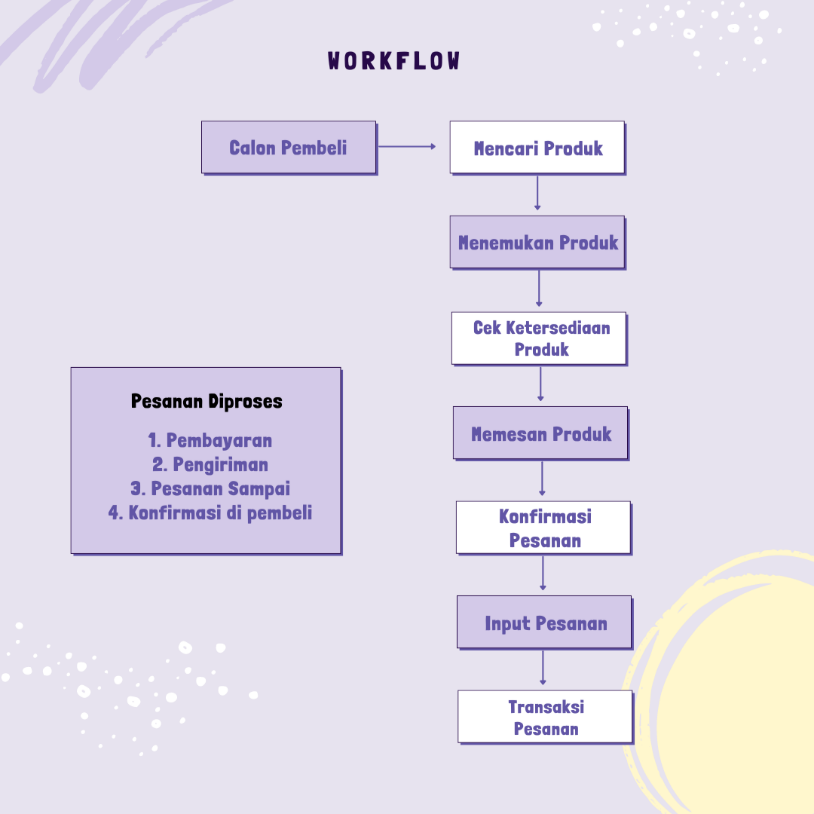 WORKFLOW
Calon Pembeli
Mencari Produk
Menemukan Produk
Cek Ketersediaan
Produk
Memesan Produk
Konfirmasi
Pesanan
Input Pesanan
Transaksi
Pesanan
Pesanan Diproses
1. Pembayaran
2. Pengiriman
3. Pesanan Sampai
4. Konfirmasi di pembeli